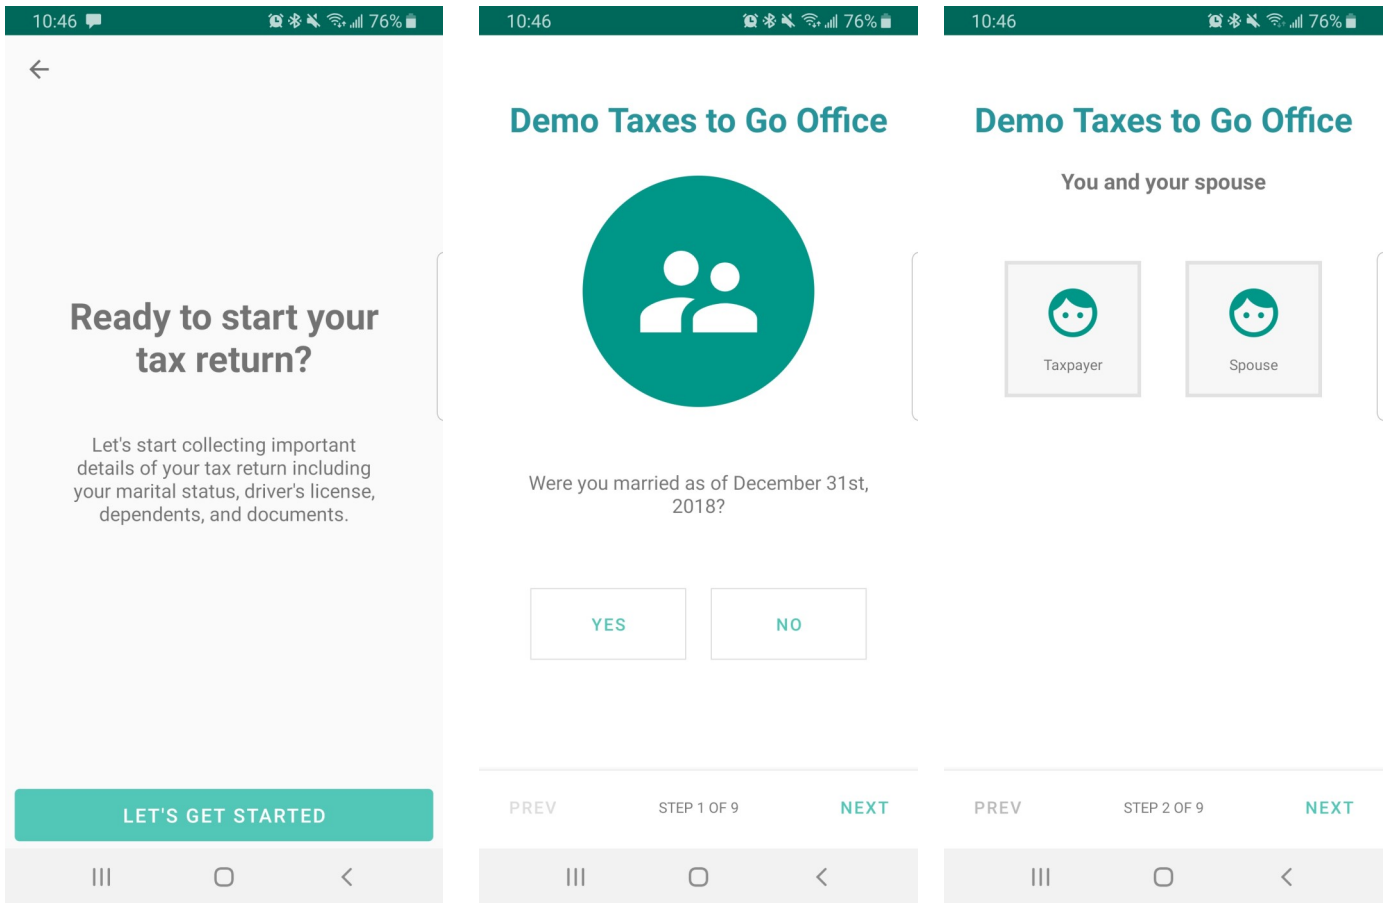 10:46
76%
Ready to start your
tax return?
Let's start collecting important
details of your tax return including
your marital status, driver's license,
dependents, and documents.
LET'S GET STARTED
10:46
76%
Demo Taxes to Go Office
Were you married as of December 31st,
2018?
YES
NO
PREV
STEP 1 OF 9
NEXT
10:46
76%
Demo Taxes to Go Office
You and your spouse
Taxpayer
Spouse
PREV
STEP 2 OF 9
NEXT